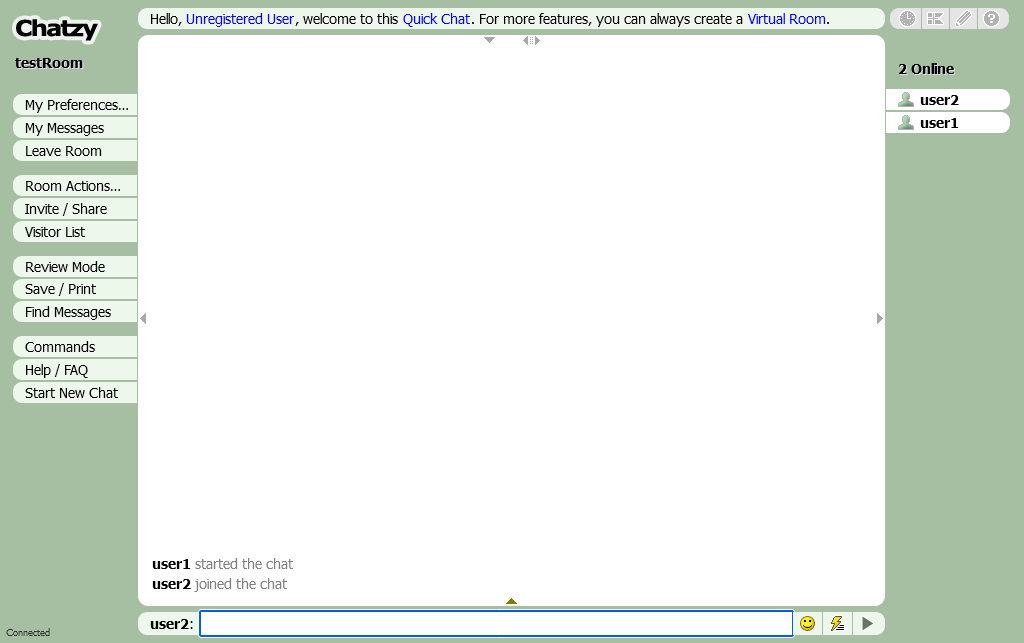 Chatzy
testRoom
My Preferences...
My Messages
Leave Room
Room Actions...
Invite / Share
Visitor List
Review Mode
Save / Print
Find Messages
Commands
Help / FAQ
Start New Chat
Connected
Hello, Unregistered User, welcome to this Quick Chat. For more features, you can always create a Virtual Room.
user1 started the chat
user2 joined the chat
user2:
2 Online
user2
user1